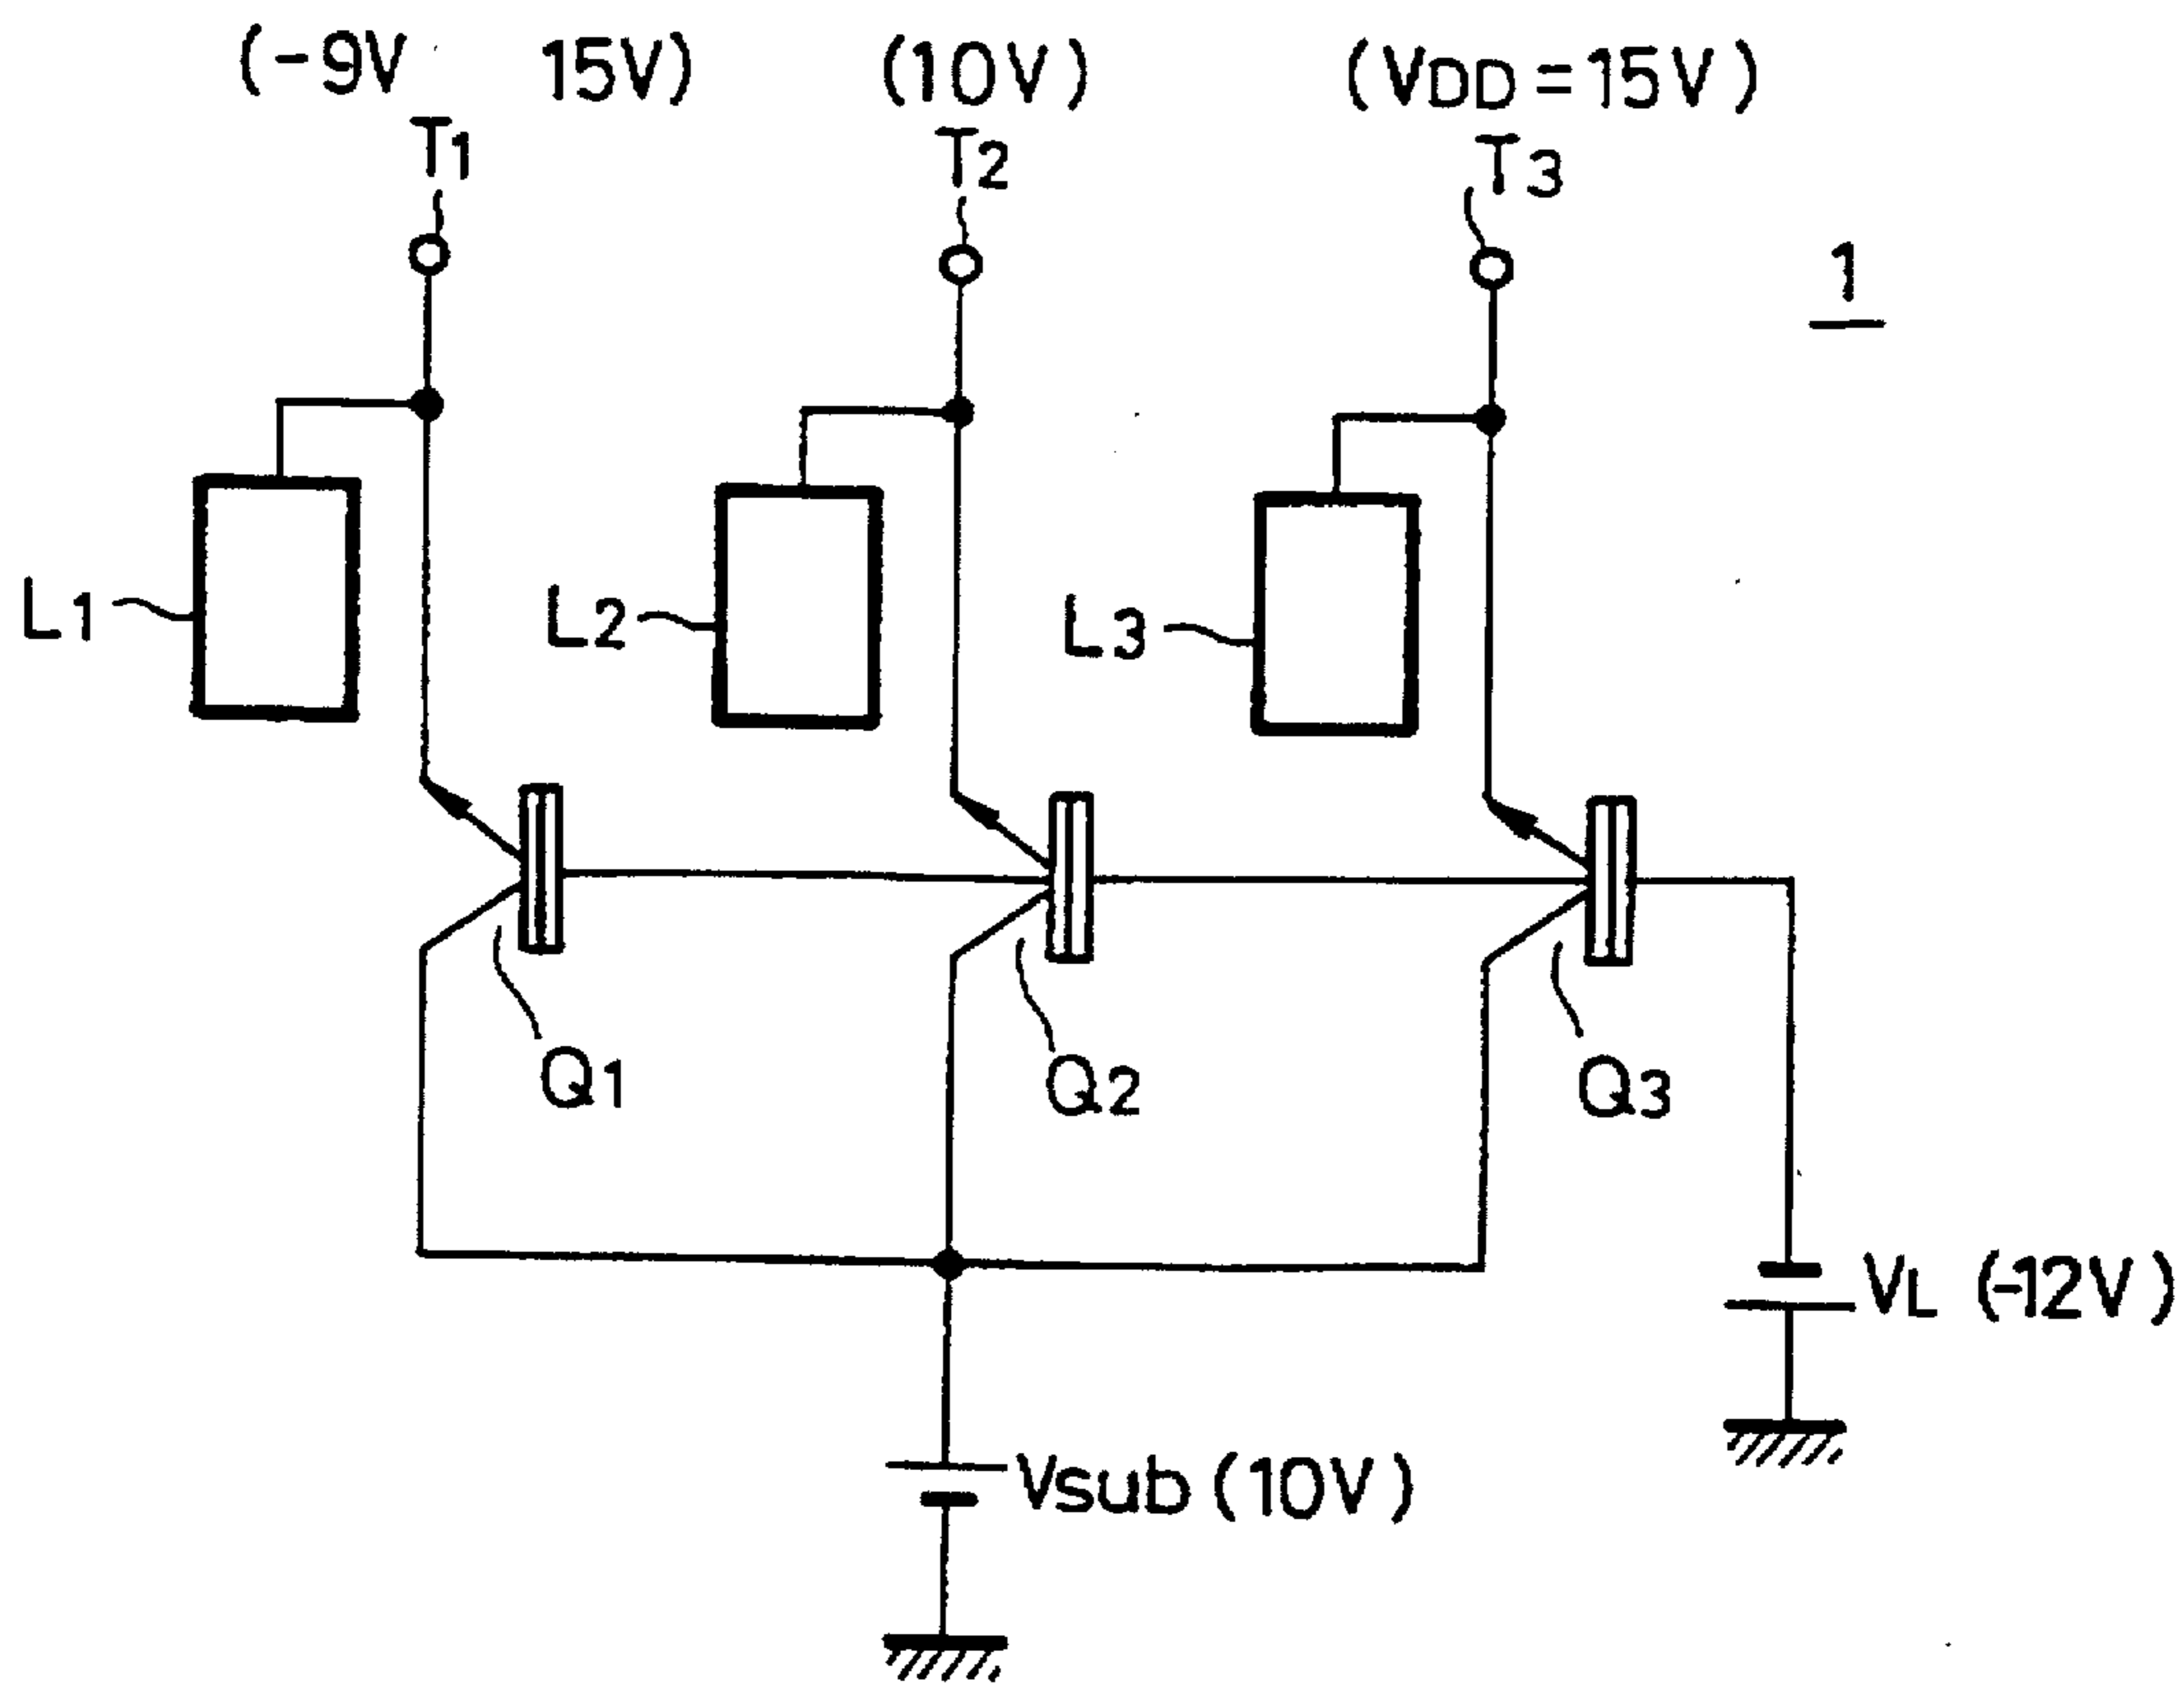 (-9V 15V) (10V) (VDD=15V)
T1 T2 T3
1
L1 L2 L3
Q1 Q2 Q3
VL (-12V)
Vsub (10V)